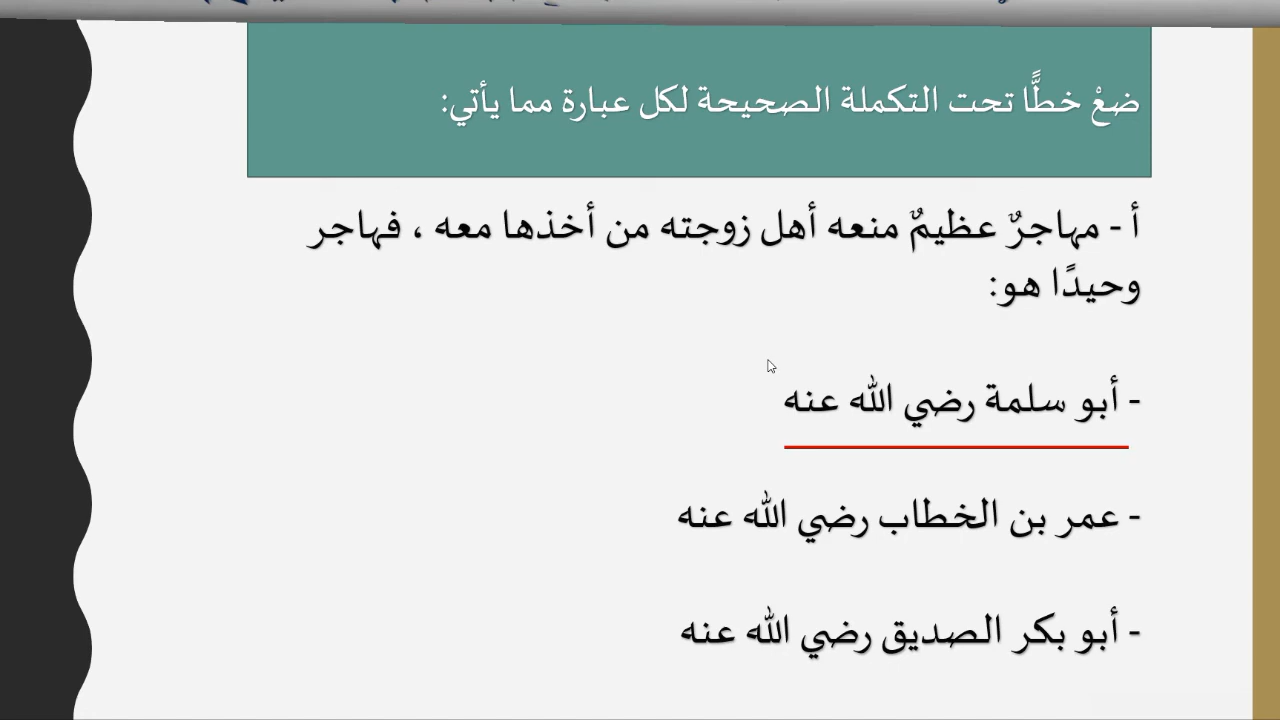 ضعْ خطًّا تحت التكملة الصحيحة لكل عبارة مما يأتي:
أ - مهاجرٌ عظيمٌ منعه أهل زوجته من أخذها معه ، فهاجر
وحيدًا هو:
- أبو سلمة رضي الله عنه
- عمر بن الخطاب رضي الله عنه
- أبو بكر الصديق رضي الله عنه